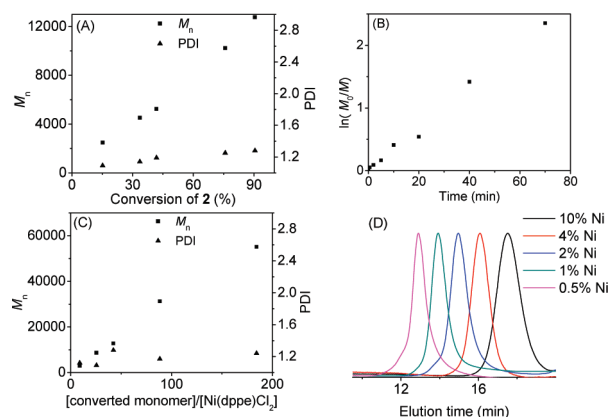 (A)
12000
8000
4000
0
Mn
Mn
PDI
2.8
2.4
2.0
1.6
1.2
PDI
0 20 40 60 80 100
Conversion of 2 (%)
(B)
2
1
0
ln( M0/M)
0 20 40 60 80
Time (min)
(C)
60000
40000
20000
0
Mn
Mn
PDI
2.8
2.4
2.0
1.6
1.2
PDI
0 50 100 150 200
[converted monomer]/[Ni(dppe)Cl2]
(D)
10% Ni
4% Ni
2% Ni
1% Ni
0.5% Ni
12 16
Elution time (min)